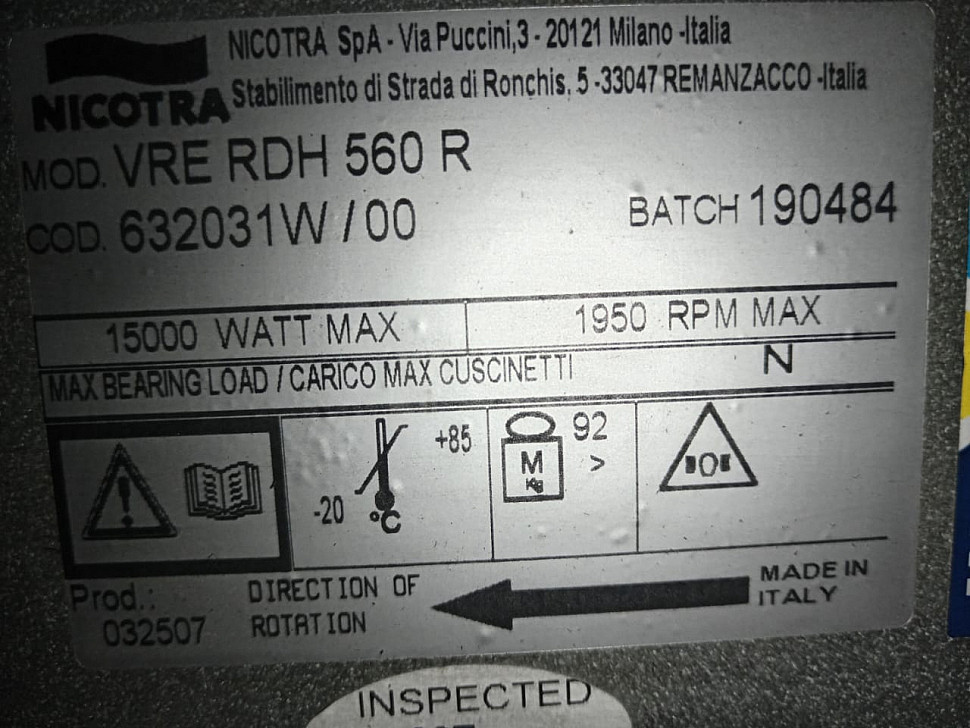 NICOTRA SpA - Via Puccini,3 - 20121 Milano -Italia
Stabilimento di Strada di Ronchis, 5 -33047 REMANZACCO -Italia
NICOTRA
MOD. VRE RDH 560 R
COD. 632031W / 00
BATCH 190484
15000 WATT MAX
1950 RPM MAX
MAX BEARING LOAD / CARICO MAX CUSCINETTI
N
+85
-20
°C
M
Kg
92
>
Prod.:
032507
DIRECTION OF
ROTATION
MADE IN
ITALY
INSPECTED